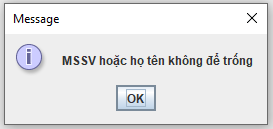 Message
MSSV hoặc họ tên không để trống
OK